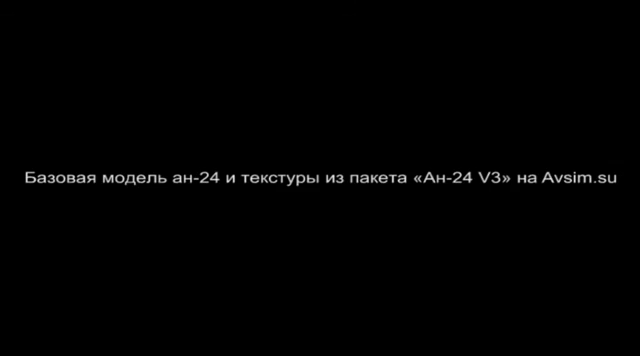 Базовая модель ан-24 и текстуры из пакета «Ан-24 V3» на Avsim.su